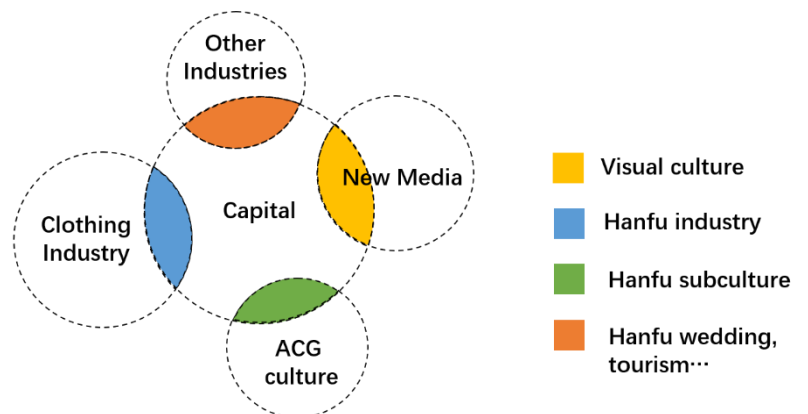 Other
Industries
New Media
Capital
Clothing
Industry
ACG
culture
Visual culture
Hanfu industry
Hanfu subculture
Hanfu wedding,
tourism⋯